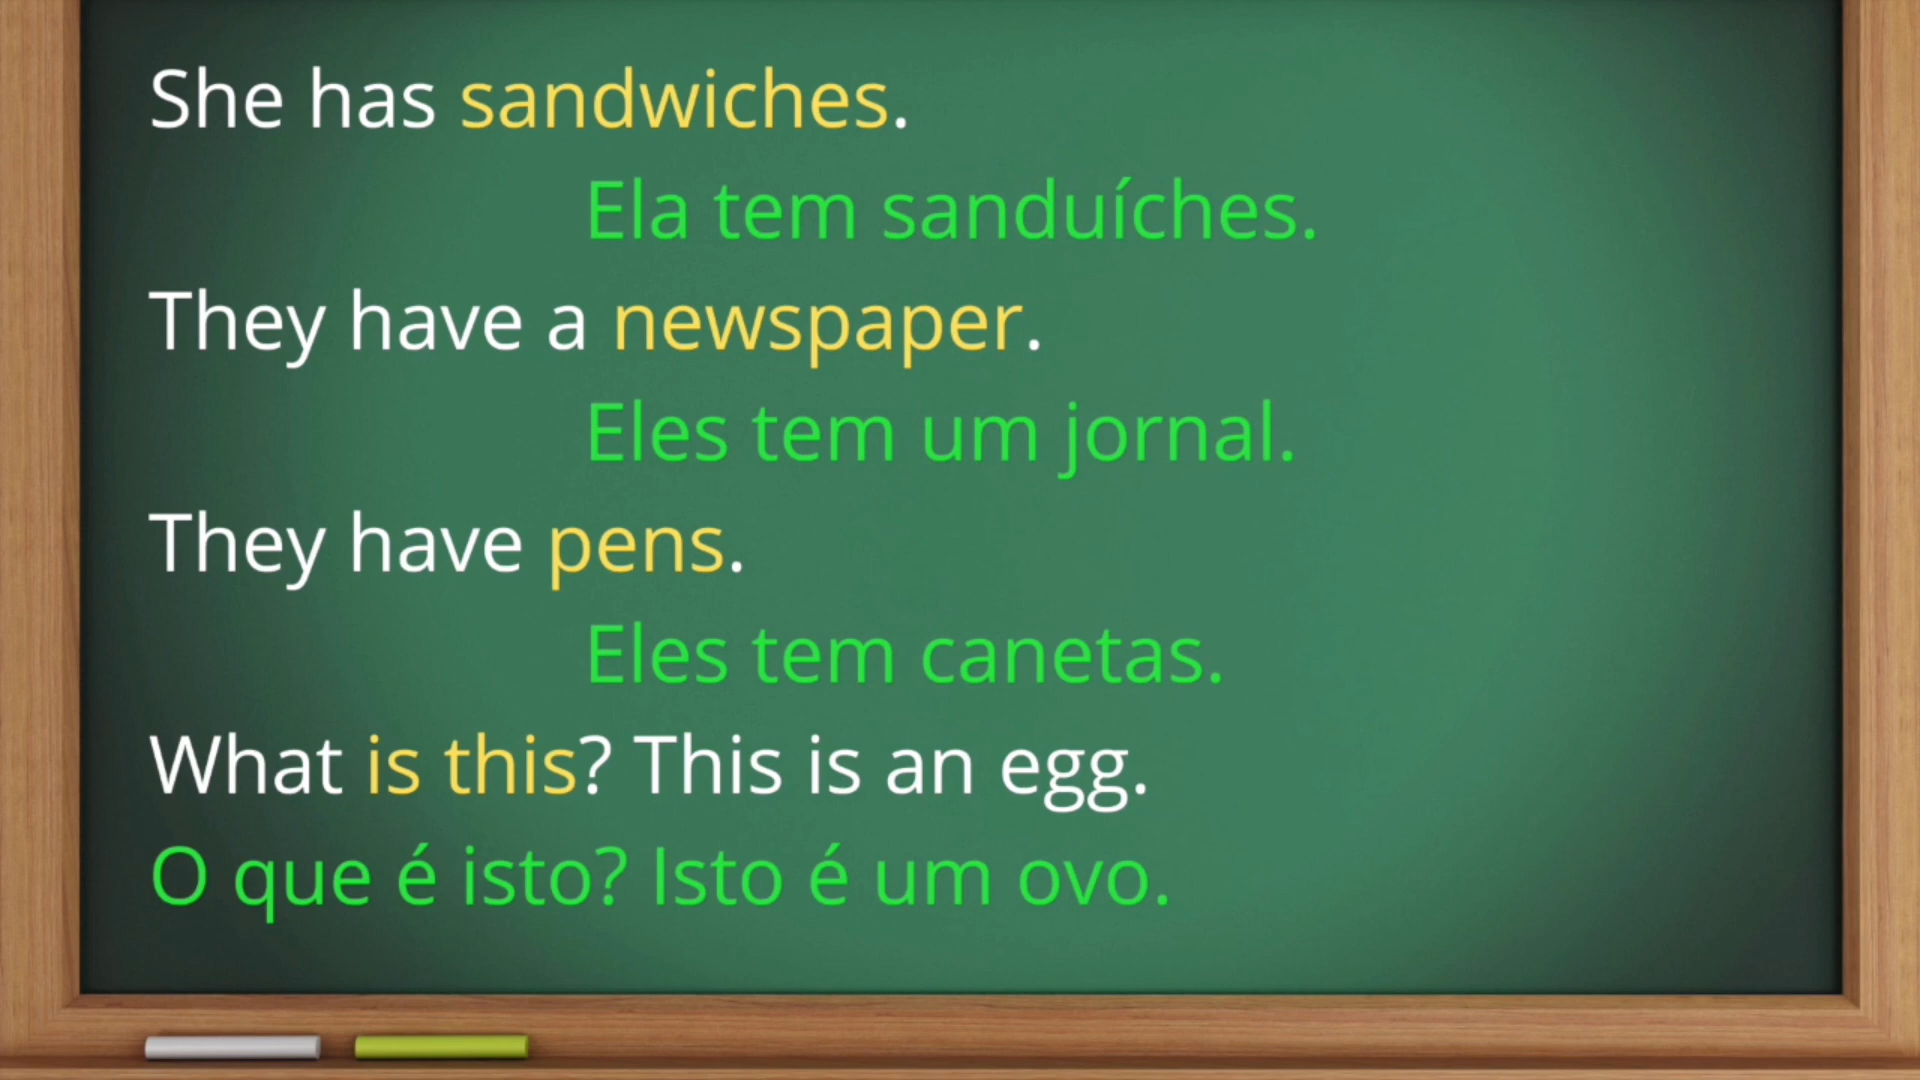 She has sandwiches.
Ela tem sanduíches.
They have a newspaper.
Eles tem um jornal.
They have pens.
Eles tem canetas.
What is this? This is an egg.
O que é isto? Isto é um ovo.